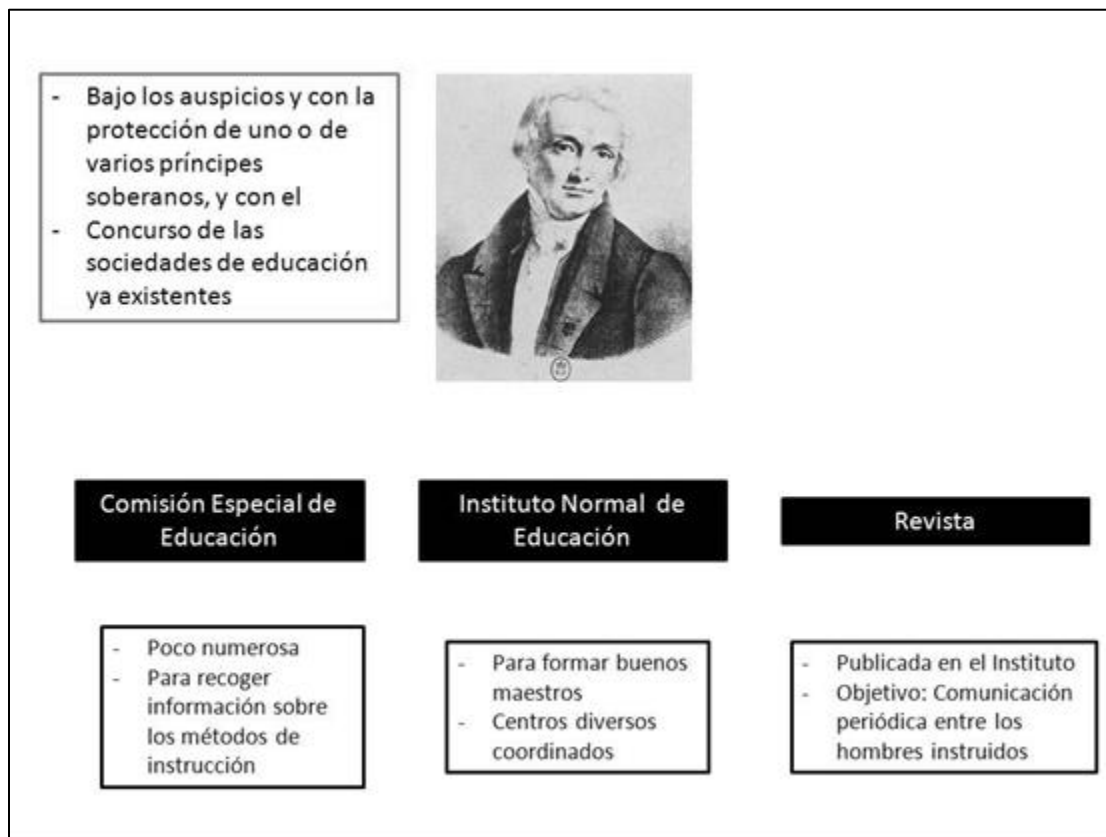 - Bajo los auspicios y con la
protección de uno o de
varios príncipes
soberanos, y con el
- Concurso de las
sociedades de educación
ya existentes
Comisión Especial de
Educación
Instituto Normal de
Educación
Revista
- Poco numerosa
- Para recoger
información sobre
los métodos de
instrucción
- Para formar buenos
maestros
- Centros diversos
coordinados
- Publicada en el Instituto
- Objetivo: Comunicación
periódica entre los
hombres instruidos